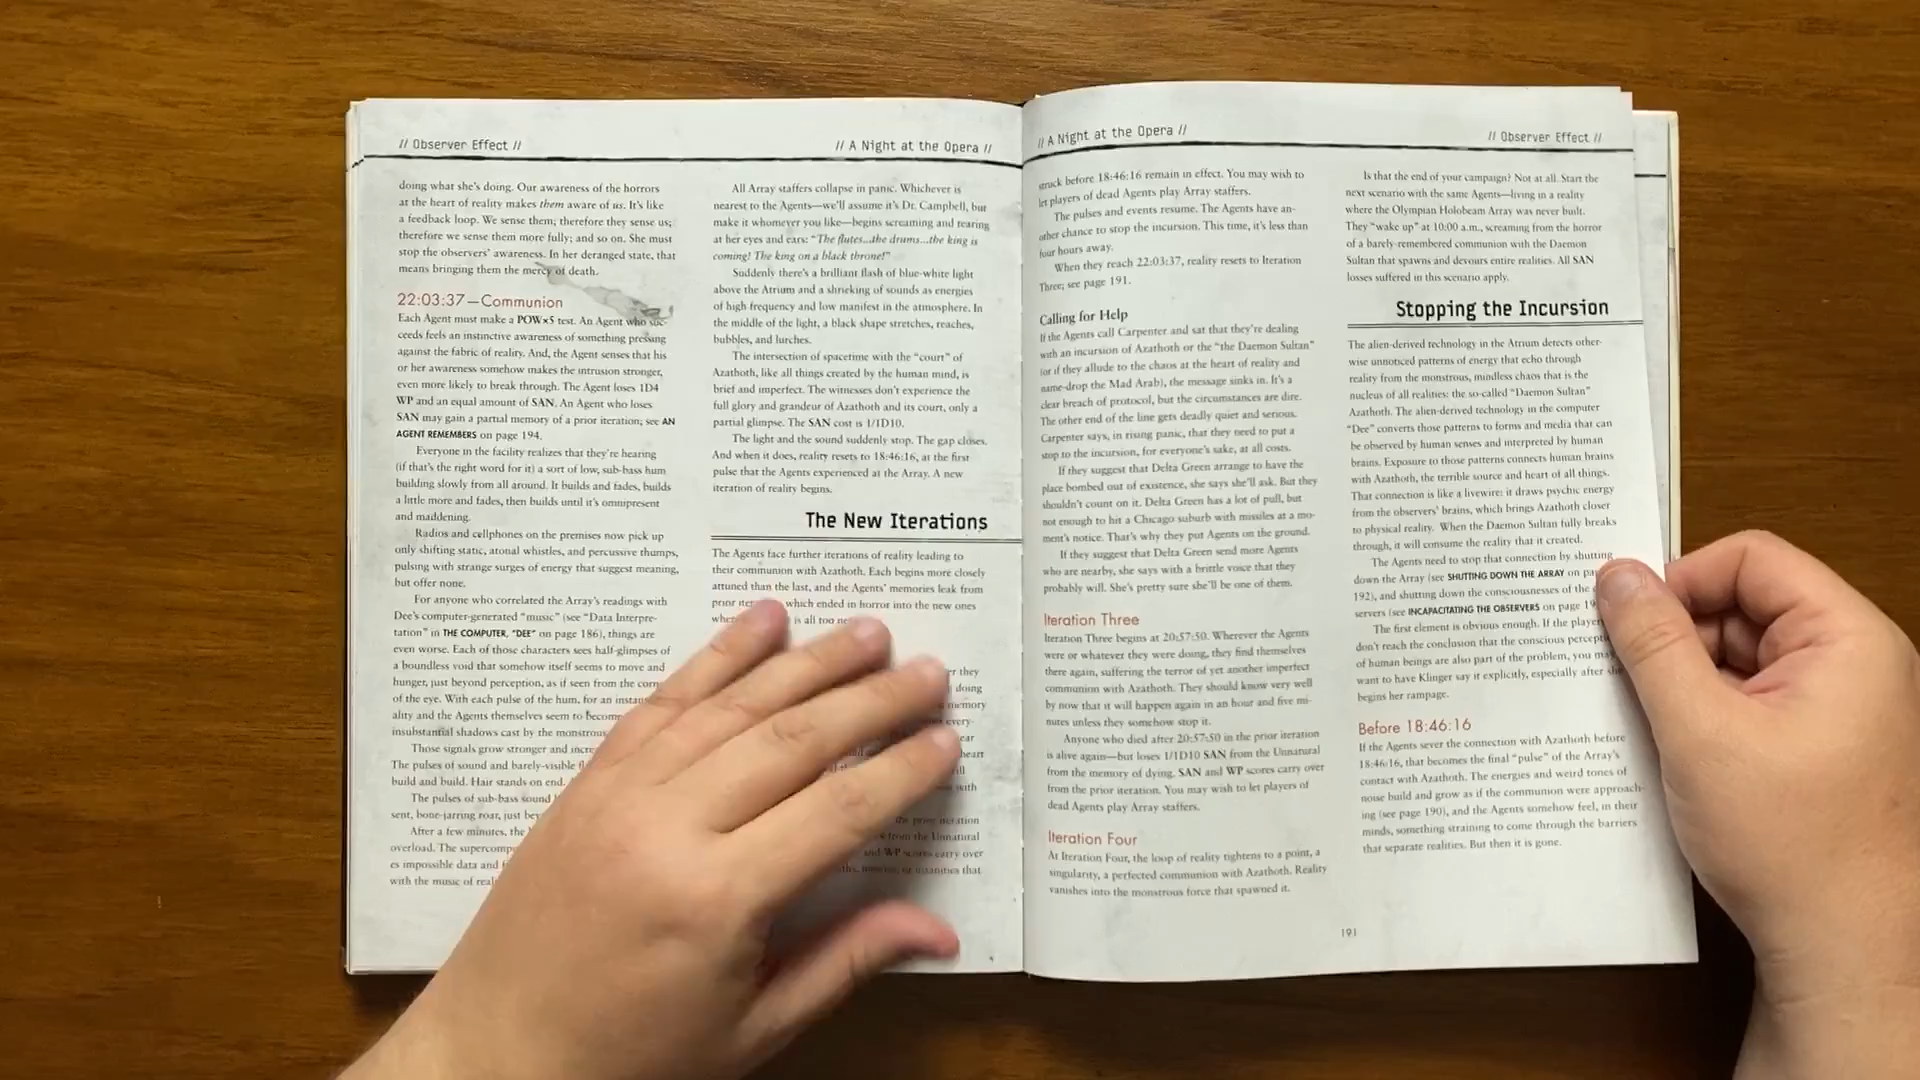 // Observer Effect //
// A Night at the Opera //
doing what she's doing. Our awareness of the horrors
at the heart of reality makes them aware of us. It's like
a feedback loop. We sense them; therefore they sense us;
therefore we sense them more fully; and so on. She must
stop the observers' awareness. In her deranged state, that
means bringing them the mercy of death.
22:03:37—Communion
Each Agent must make a POW×5 test. An Agent who suc-
ceeds feels an instinctive awareness of something pressing
against the fabric of reality. And, the Agent senses that his
or her awareness somehow makes the intrusion stronger,
even more likely to break through. The Agent loses 1D4
WP and an equal amount of SAN. An Agent who loses
SAN may gain a partial memory of a prior iteration; see AN
AGENT REMEMBERS on page 194.
Everyone in the facility realizes that they're hearing
(if that's the right word for it) a sort of low, sub-bass hum
building slowly from all around. It builds and fades, builds
a little more and fades, then builds until it's omnipresent
and maddening.
Radios and cellphones on the premises now pick up
only shifting static, atonal whistles, and percussive thumps,
pulsing with strange surges of energy that suggest meaning,
but offer none.
For anyone who correlated the Array's readings with
Dee's computer-generated "music" (see "Data Interpre-
tation" in THE COMPUTER, "DEE" on page 186), things are
even worse. Each of those characters sees half-glimpses of
a boundless void that somehow itself seems to move and
hunger, just beyond perception, as if seen from the
of the eye. With each pulse of the hum, for an
ality and the Agents themselves seem to become
insubstantial shadows cast by the monstrous
Those signals grow stronger and
The pulses of sound and barely-visible
build and build. Hair stands on end.
The pulses of sub-bass sound
sent, bone-jarring roar, just
After a few minutes, the
overload. The
es impossible data and
with the music of
All Array staffers collapse in panic. Whichever is
nearest to the Agents—we'll assume it's Dr. Campbell, but
make it whomever you like—begins screaming and tearing
at her eyes and ears: "The flutes...the drums...the king is
coming! The king on a black throne!"
Suddenly there's a brilliant flash of blue-white light
above the Atrium and a shrieking of sounds as energies
of high frequency and low manifest in the atmosphere. In
the middle of the light, a black shape stretches, reaches,
bubbles, and lurches.
The intersection of spacetime with the "court" of
Azathoth, like all things created by the human mind, is
brief and imperfect. The witnesses don't experience the
full glory and grandeur of Azathoth and its court, only a
partial glimpse. The SAN cost is 1/1D10.
The light and the sound suddenly stop. The gap closes.
And when it does, reality resets to 18:46:16, at the first
pulse that the Agents experienced at the Array. A new
iteration of reality begins.
The New Iterations
The Agents face further iterations of reality leading to
their communion with Azathoth. Each begins more closely
attuned than the last, and the Agents' memories leak from
prior which ended in horror into the new ones
is all too
they
doing
memory
every-
heart
with
the prior iteration
from the Unnatural
and WP scores carry over
or insanities that
// A Night at the Opera //
// Observer Effect //
struck before 18:46:16 remain in effect. You may wish to
let players of dead Agents play Array staffers.
The pulses and events resume. The Agents have an-
other chance to stop the incursion. This time, it's less than
four hours away.
When they reach 22:03:37, reality resets to Iteration
Three; see page 191.
Calling for Help
If the Agents call Carpenter and sat that they're dealing
with an incursion of Azathoth or the "the Daemon Sultan"
(or if they allude to the chaos at the heart of reality and
name-drop the Mad Arab), the message sinks in. It's a
clear breach of protocol, but the circumstances are dire.
The other end of the line gets deadly quiet and serious.
Carpenter says, in rising panic, that they need to put a
stop to the incursion, for everyone's sake, at all costs.
If they suggest that Delta Green arrange to have the
place bombed out of existence, she says she'll ask. But they
shouldn't count on it. Delta Green has a lot of pull, but
not enough to hit a Chicago suburb with missiles at a mo-
ment's notice. That's why they put Agents on the ground.
If they suggest that Delta Green send more Agents
who are nearby, she says with a brittle voice that they
probably will. She's pretty sure she'll be one of them.
Iteration Three
Iteration Three begins at 20:57:50. Wherever the Agents
were or whatever they were doing, they find themselves
there again, suffering the terror of yet another imperfect
communion with Azathoth. They should know very well
by now that it will happen again in an hour and five mi-
nutes unless they somehow stop it.
Anyone who died after 20:57:50 in the prior iteration
is alive again—but loses 1/1D10 SAN from the Unnatural
from the memory of dying. SAN and WP scores carry over
from the prior iteration. You may wish to let players of
dead Agents play Array staffers.
Iteration Four
At Iteration Four, the loop of reality tightens to a point, a
singularity, a perfected communion with Azathoth. Reality
vanishes into the monstrous force that spawned it.
Is that the end of your campaign? Not at all. Start the
next scenario with the same Agents—living in a reality
where the Olympian Holobeam Array was never built.
They "wake up" at 10:00 a.m., screaming from the horror
of a barely-remembered communion with the Daemon
Sultan that spawns and devours entire realities. All SAN
losses suffered in this scenario apply.
Stopping the Incursion
The alien-derived technology in the Atrium detects other-
wise unnoticed patterns of energy that echo through
reality from the monstrous, mindless chaos that is the
nucleus of all realities: the so-called "Daemon Sultan"
Azathoth. The alien-derived technology in the computer
"Dee" converts those patterns to forms and media that can
be observed by human senses and interpreted by human
brains. Exposure to those patterns connects human brains
with Azathoth, the terrible source and heart of all things.
That connection is like a livewire: it draws psychic energy
from the observers' brains, which brings Azathoth closer
to physical reality. When the Daemon Sultan fully breaks
through, it will consume the reality that it created.
The Agents need to stop that connection by shutting
down the Array (see SHUTTING DOWN THE ARRAY on
192), and shutting down the consciousnesses of the
servers (see INCAPACITATING THE OBSERVERS on page
The first element is obvious enough. If the
don't reach the conclusion that the conscious
of human beings are also part of the problem, you may
want to have Klinger say it explicitly, especially after she
begins her rampage.
Before 18:46:16
If the Agents sever the connection with Azathoth before
18:46:16, that becomes the final "pulse" of the Array's
contact with Azathoth. The energies and weird tones of
noise build and grow as if the communion were approach-
ing (see page 190), and the Agents somehow feel, in their
minds, something straining to come through the barriers
that separate realities. But then it is gone.
191